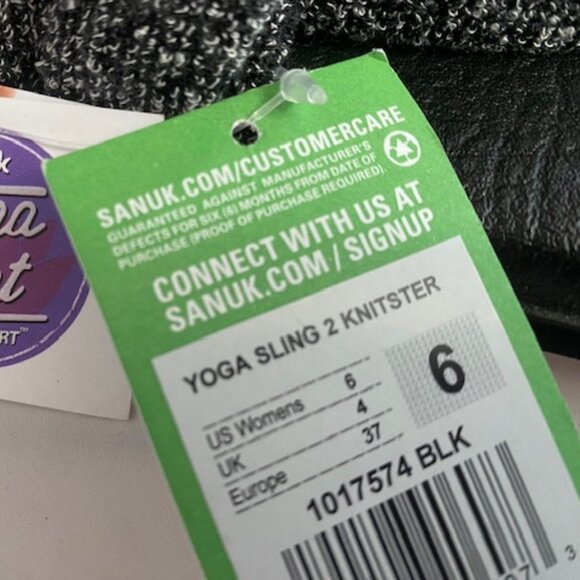 SANUK.COM/CUSTOMERCARE
GUARANTEED AGAINST MANUFACTURER'S
DEFECTS FOR SIX (6) MONTHS FROM DATE OF
PURCHASE (PROOF OF PURCHASE REQUIRED).
CONNECT WITH US AT
SANUK.COM/SIGNUP
YOGA SLING 2 KNITSTER
US Womens 6
UK 4
Europe 37
6
1017574 BLK